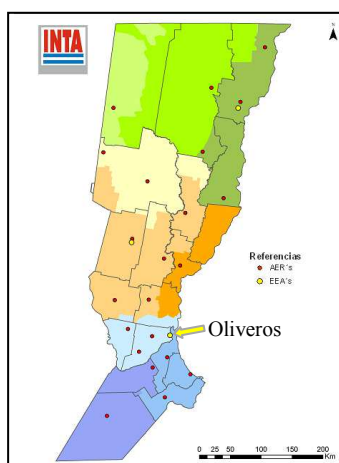 INTA
N
Referencias
AER's
EEA's
Oliveros
0 25 50 100 150 200
Km